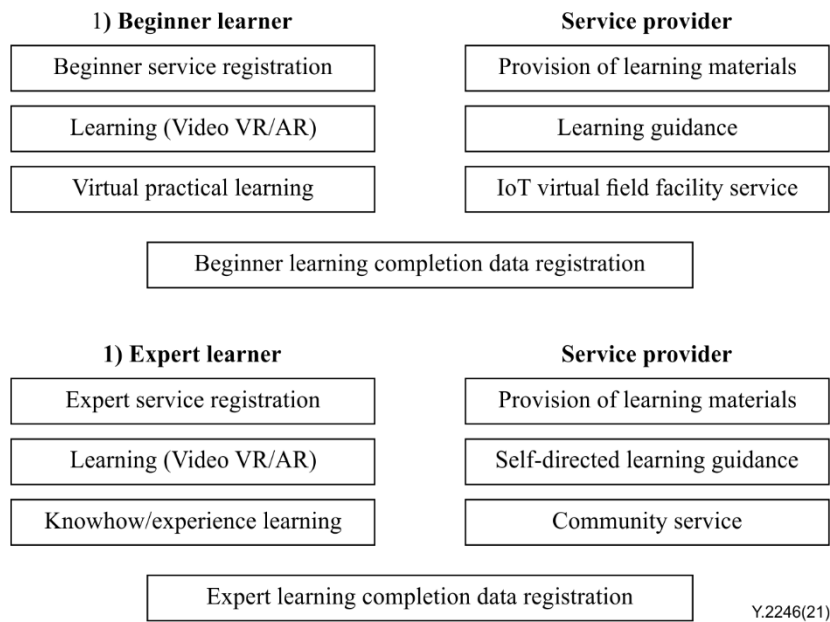 1) Beginner learner
Service provider
Beginner service registration
Provision of learning materials
Learning (Video VR/AR)
Learning guidance
Virtual practical learning
IoT virtual field facility service
Beginner learning completion data registration
1) Expert learner
Service provider
Expert service registration
Provision of learning materials
Learning (Video VR/AR)
Self-directed learning guidance
Knowhow/experience learning
Community service
Expert learning completion data registration
Y.2246(21)